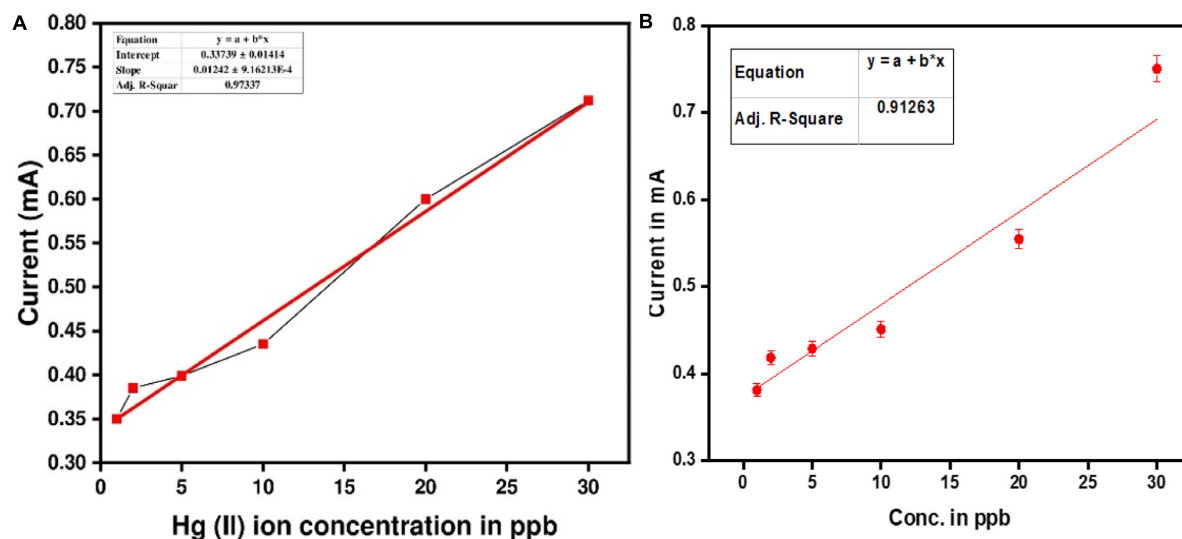 A
Equation y = a + b*x
Intercept 0.33739 ± 0.01414
Slope 0.01242 ± 9.16213E-4
Adj. R-Squar 0.97337
0.80
0.75
0.70
0.65
0.60
0.55
0.50
0.45
0.40
0.35
0.30
Current (mA)
0 5 10 15 20 25 30
Hg (II) ion concentration in ppb
B
Equation y = a + b*x
Adj. R-Square 0.91263
0.8
0.7
0.6
0.5
0.4
0.3
Current in mA
0 10 20 30
Conc. in ppb